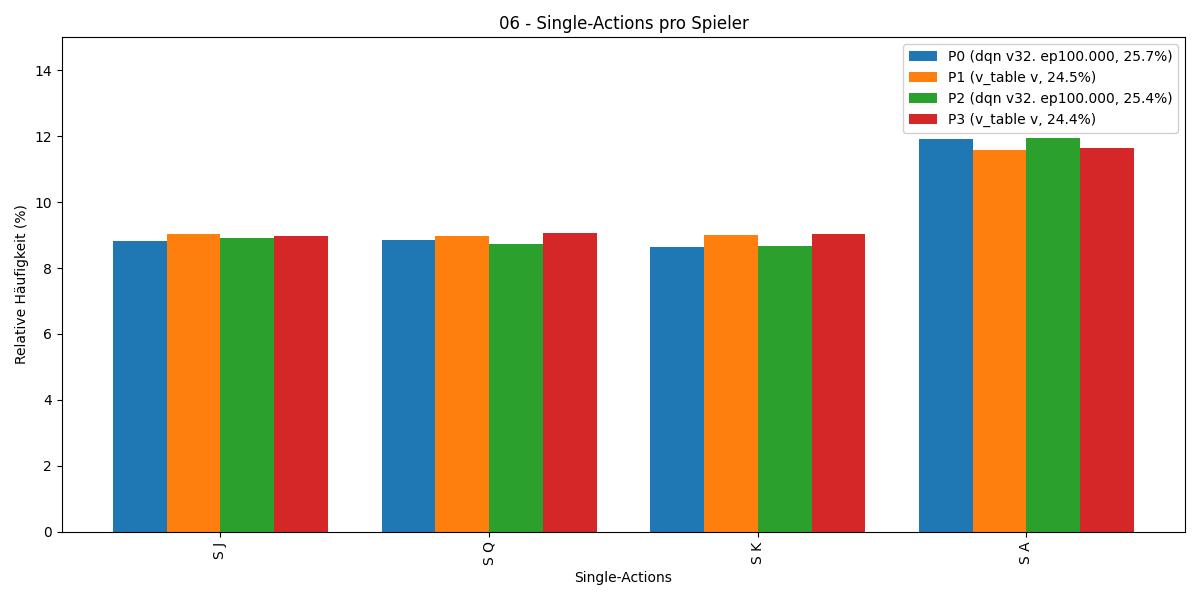 06 - Single-Actions pro Spieler
P0 (dqn v32. ep100.000, 25.7%)
P1 (v_table v, 24.5%)
P2 (dqn v32. ep100.000, 25.4%)
P3 (v_table v, 24.4%)
Relative Häufigkeit (%)
14
12
10
8
6
4
2
0
S J
S Q
S K
S A
Single-Actions